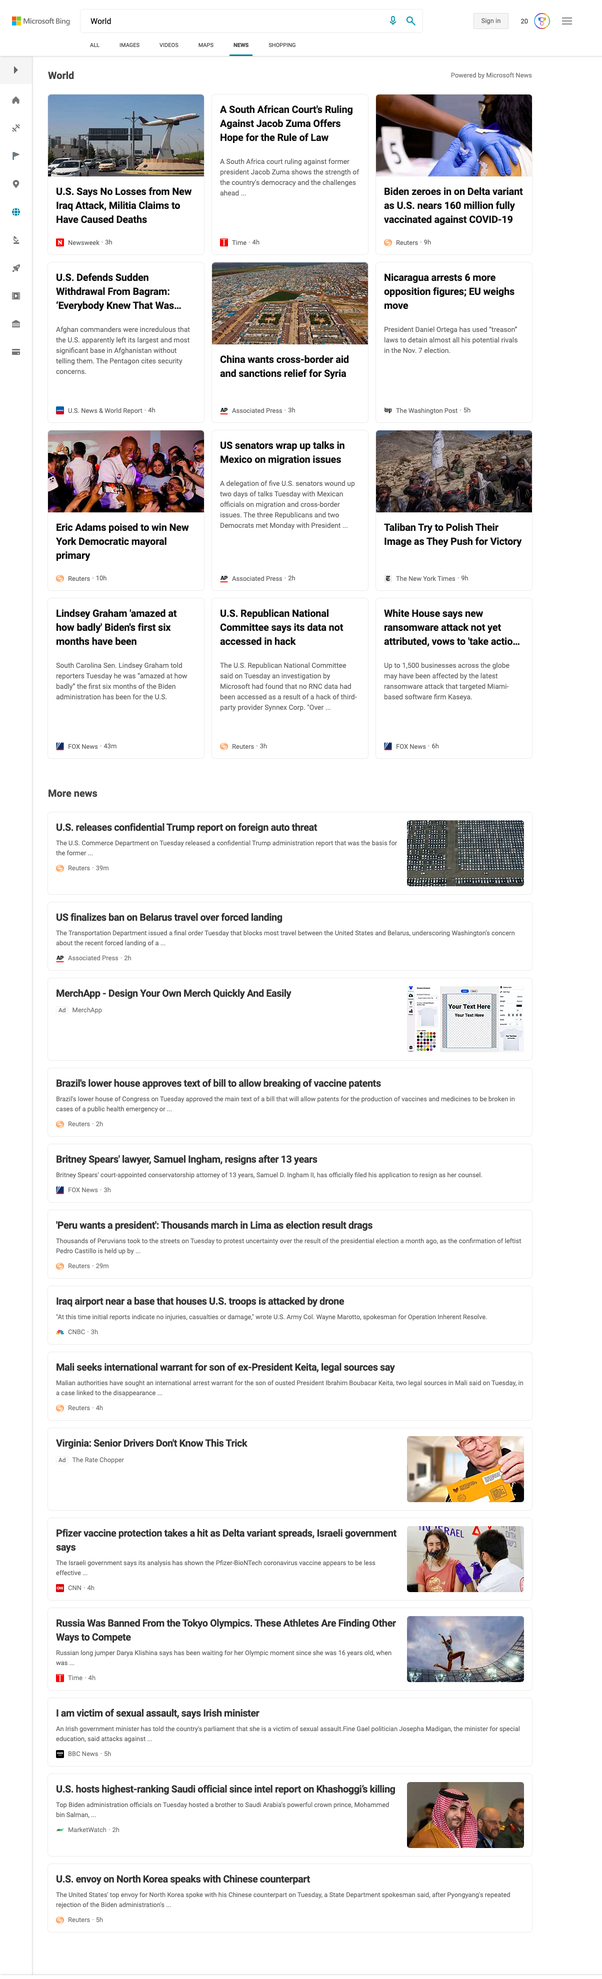 Microsoft Bing
World
Sign in
20
ALL
IMAGES
VIDEOS
MAPS
NEWS
SHOPPING
World
Powered by Microsoft News
U.S. Says No Losses from New
Iraq Attack, Militia Claims to
Have Caused Deaths
Newsweek · 3h
A South African Court's Ruling
Against Jacob Zuma Offers
Hope for the Rule of Law
A South Africa court ruling against former
president Jacob Zuma shows the strength of
the country's democracy and the challenges
ahead ...
Time · 4h
5
Biden zeroes in on Delta variant
as U.S. nears 160 million fully
vaccinated against COVID-19
Reuters · 9h
U.S. Defends Sudden
Withdrawal From Bagram:
'Everybody Knew That Was...
Afghan commanders were incredulous that
the U.S. apparently left its largest and most
significant base in Afghanistan without
telling them. The Pentagon cites security
concerns.
U.S. News & World Report · 4h
China wants cross-border aid
and sanctions relief for Syria
AP Associated Press · 3h
Nicaragua arrests 6 more
opposition figures; EU weighs
move
President Daniel Ortega has used "treason"
laws to detain almost all his potential rivals
in the Nov. 7 election.
wp The Washington Post · 5h
Eric Adams poised to win New
York Democratic mayoral
primary
Reuters · 10h
US senators wrap up talks in
Mexico on migration issues
A delegation of five U.S. senators wound up
two days of talks Tuesday with Mexican
officials on migration and cross-border
issues. The three Republicans and two
Democrats met Monday with President ...
AP Associated Press · 2h
Taliban Try to Polish Their
Image as They Push for Victory
The New York Times · 9h
Lindsey Graham 'amazed at
how badly' Biden's first six
months have been
South Carolina Sen. Lindsey Graham told
reporters Tuesday he was "amazed at how
badly" the first six months of the Biden
administration has been for the U.S.
FOX News · 43m
U.S. Republican National
Committee says its data not
accessed in hack
The U.S. Republican National Committee
said on Tuesday an investigation by
Microsoft had found that no RNC data had
been accessed as a result of a hack of third-
party provider Synnex Corp. "Over ...
Reuters · 3h
White House says new
ransomware attack not yet
attributed, vows to 'take actio...
Up to 1,500 businesses across the globe
may have been affected by the latest
ransomware attack that targeted Miami-
based software firm Kaseya.
FOX News · 6h
More news
U.S. releases confidential Trump report on foreign auto threat
The U.S. Commerce Department on Tuesday released a confidential Trump administration report that was the basis for
the former ...
Reuters · 39m
US finalizes ban on Belarus travel over forced landing
The Transportation Department issued a final order Tuesday that blocks most travel between the United States and Belarus, underscoring Washington's concern
about the recent forced landing of a ...
AP Associated Press · 2h
MerchApp - Design Your Own Merch Quickly And Easily
Ad MerchApp
Your Text Here
Your Text Here
Brazil's lower house approves text of bill to allow breaking of vaccine patents
Brazil's lower house of Congress on Tuesday approved the main text of a bill that will allow patents for the production of vaccines and medicines to be broken in
cases of a public health emergency or ...
Reuters · 2h
Britney Spears' lawyer, Samuel Ingham, resigns after 13 years
Britney Spears' court-appointed conservatorship attorney of 13 years, Samuel D. Ingham II, has officially filed his application to resign as her counsel.
FOX News · 3h
'Peru wants a president': Thousands march in Lima as election result drags
Thousands of Peruvians took to the streets on Tuesday to protest uncertainty over the result of the presidential election a month ago, as the confirmation of leftist
Pedro Castillo is held up by ...
Reuters · 29m
Iraq airport near a base that houses U.S. troops is attacked by drone
"At this time initial reports indicate no injuries, casualties or damage," wrote U.S. Army Col. Wayne Marotto, spokesman for Operation Inherent Resolve.
CNBC · 3h
Mali seeks international warrant for son of ex-President Keita, legal sources say
Malian authorities have sought an international arrest warrant for the son of ousted President Ibrahim Boubacar Keita, two legal sources in Mali said on Tuesday, in
a case linked to the disappearance ...
Reuters · 4h
Virginia: Senior Drivers Don't Know This Trick
Ad The Rate Chopper
Pfizer vaccine protection takes a hit as Delta variant spreads, Israeli government
says
The Israeli government says its analysis has shown the Pfizer-BioNTech coronavirus vaccine appears to be less
effective ...
CNN · 4h
Russia Was Banned From the Tokyo Olympics. These Athletes Are Finding Other
Ways to Compete
Russian long jumper Darya Klishina says has been waiting for her Olympic moment since she was 16 years old, when
was ...
Time · 4h
I am victim of sexual assault, says Irish minister
An Irish government minister has told the country's parliament that she is a victim of sexual assault.Fine Gael politician Josepha Madigan, the minister for special
education, said attacks against ...
BBC News · 5h
U.S. hosts highest-ranking Saudi official since intel report on Khashoggi's killing
Top Biden administration officials on Tuesday hosted a brother to Saudi Arabia's powerful crown prince, Mohammed
bin Salman, ...
MarketWatch · 2h
U.S. envoy on North Korea speaks with Chinese counterpart
The United States' top envoy for North Korea spoke with his Chinese counterpart on Tuesday, a State Department spokesman said, after Pyongyang's repeated
rejection of the Biden administration's ...
Reuters · 5h